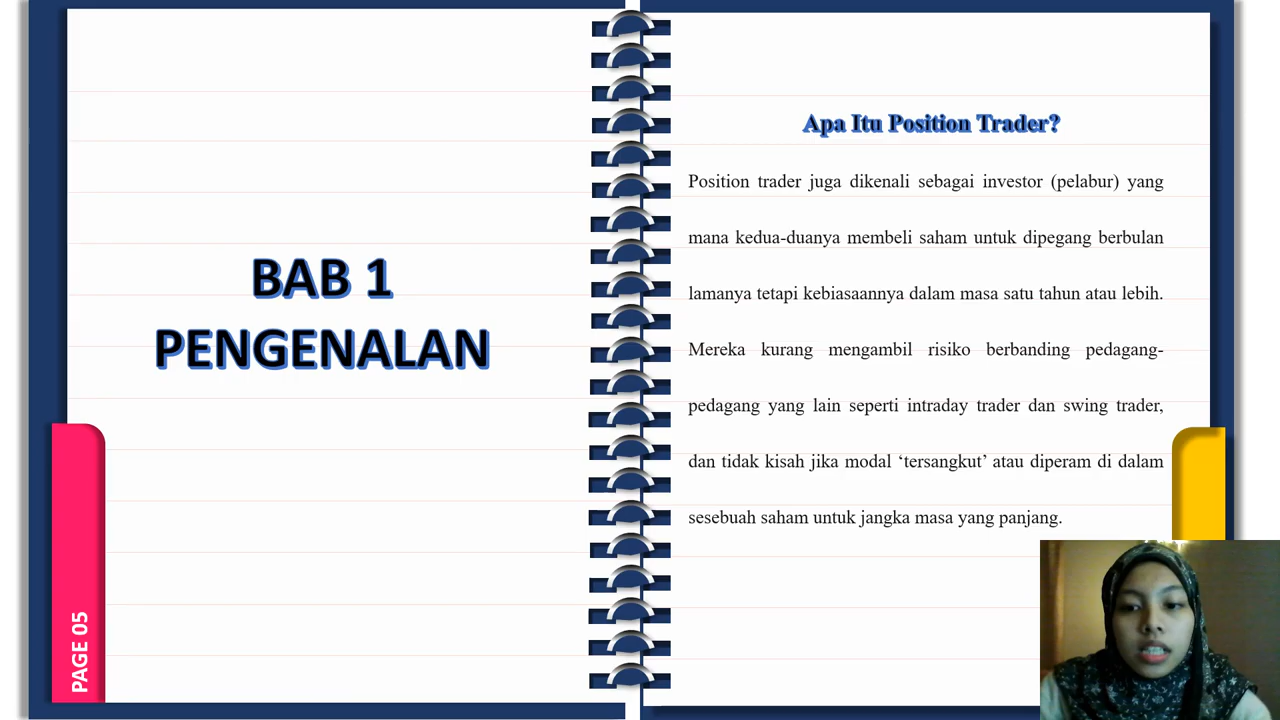 BAB 1
PENGENALAN
PAGE 05
Apa Itu Position Trader?
Position trader juga dikenali sebagai investor (pelabur) yang
mana kedua-duanya membeli saham untuk dipegang berbulan
lamanya tetapi kebiasaannya dalam masa satu tahun atau lebih.
Mereka kurang mengambil risiko berbanding pedagang-
pedagang yang lain seperti intraday trader dan swing trader,
dan tidak kisah jika modal ‘tersangkut’ atau diperam di dalam
sesebuah saham untuk jangka masa yang panjang.